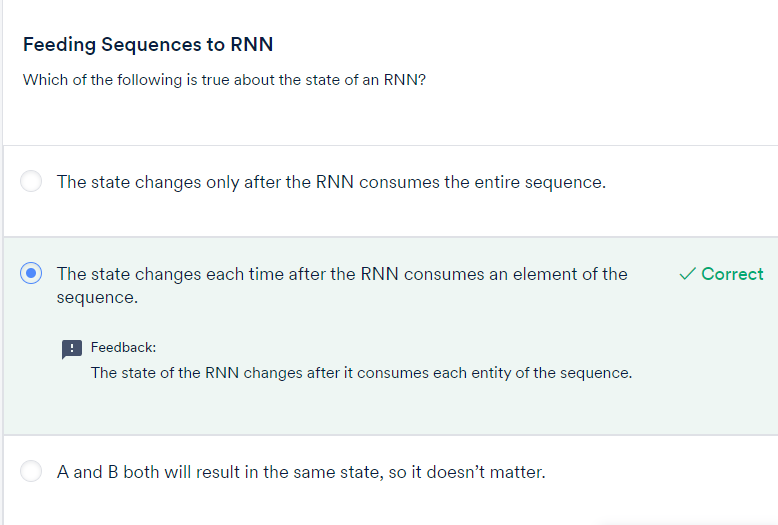 Feeding Sequences to RNN
Which of the following is true about the state of an RNN?
The state changes only after the RNN consumes the entire sequence.
The state changes each time after the RNN consumes an element of the
sequence.
✓ Correct
Feedback:
The state of the RNN changes after it consumes each entity of the sequence.
A and B both will result in the same state, so it doesn’t matter.